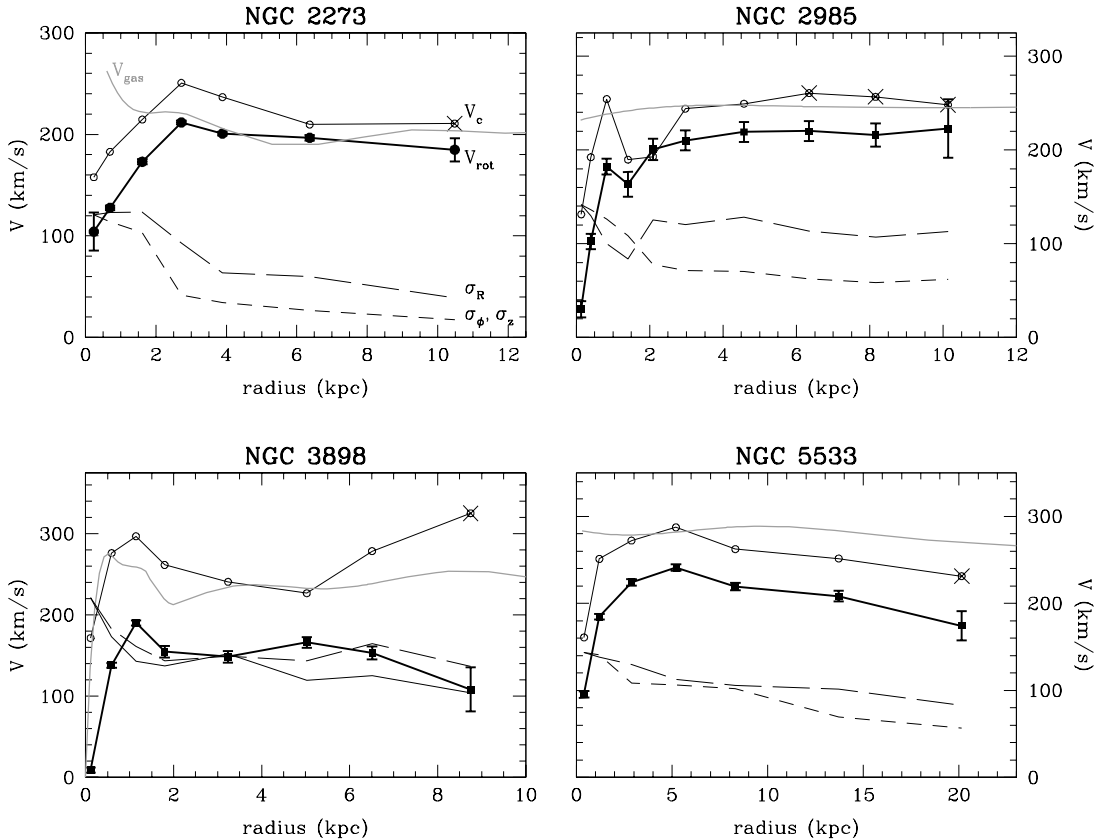 NGC 2273
NGC 2985
300
200
100
0
V (km/s)
V_gas
V_c
V_rot
σ_R
σ_ϕ, σ_z
0 2 4 6 8 10 12
radius (kpc)
300
200
100
0
V (km/s)
0 2 4 6 8 10 12
radius (kpc)
NGC 3898
NGC 5533
300
200
100
0
V (km/s)
0 2 4 6 8 10
radius (kpc)
300
200
100
0
V (km/s)
0 5 10 15 20
radius (kpc)